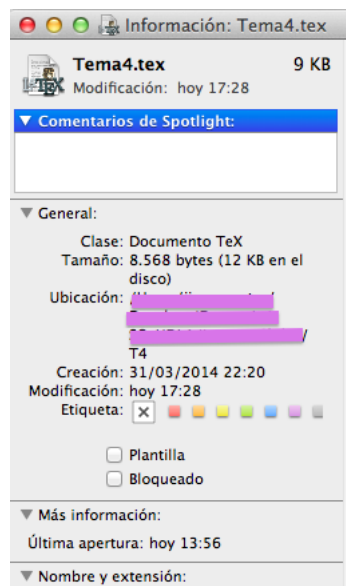 Información: Tema4.tex
Tema4.tex 9 KB
Modificación: hoy 17:28
Comentarios de Spotlight:
General:
Clase: Documento TeX
Tamaño: 8.568 bytes (12 KB en el
disco)
Ubicación:
/
T4
Creación: 31/03/2014 22:20
Modificación: hoy 17:28
Etiqueta:
Plantilla
Bloqueado
Más información:
Última apertura: hoy 13:56
Nombre y extensión: